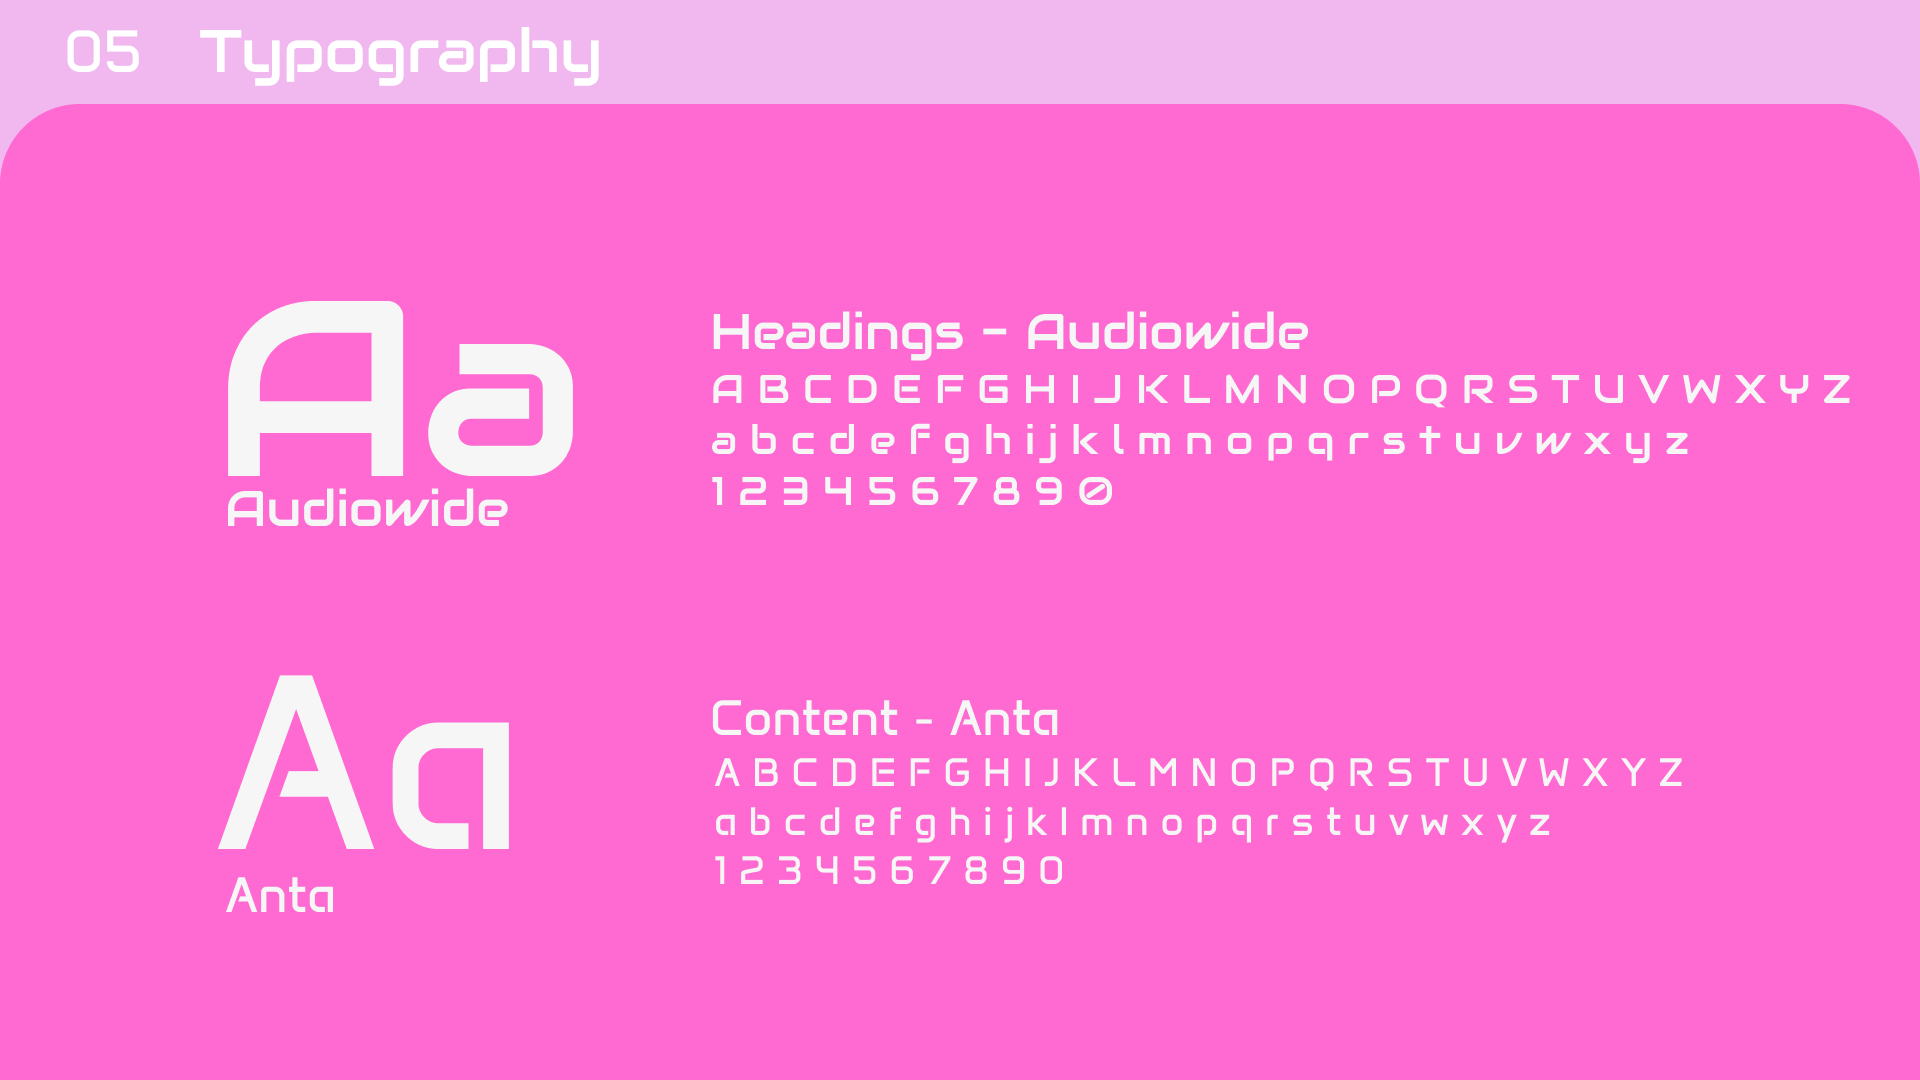 05 Typography
Aa
Audiowide
Headings - Audiowide
A B C D E F G H I J K L M N O P Q R S T U V W X Y Z
a b c d e f g h i j k l m n o p q r s t u v w x y z
1 2 3 4 5 6 7 8 9 0
Aa
Anta
Content - Anta
A B C D E F G H I J K L M N O P Q R S T U V W X Y Z
a b c d e f g h i j k l m n o p q r s t u v w x y z
1 2 3 4 5 6 7 8 9 0